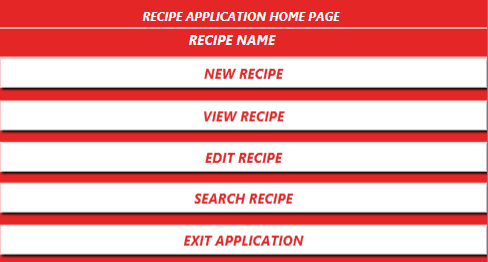 RECIPE APPLICATION HOME PAGE
RECIPE NAME
NEW RECIPE
VIEW RECIPE
EDIT RECIPE
SEARCH RECIPE
EXIT APPLICATION